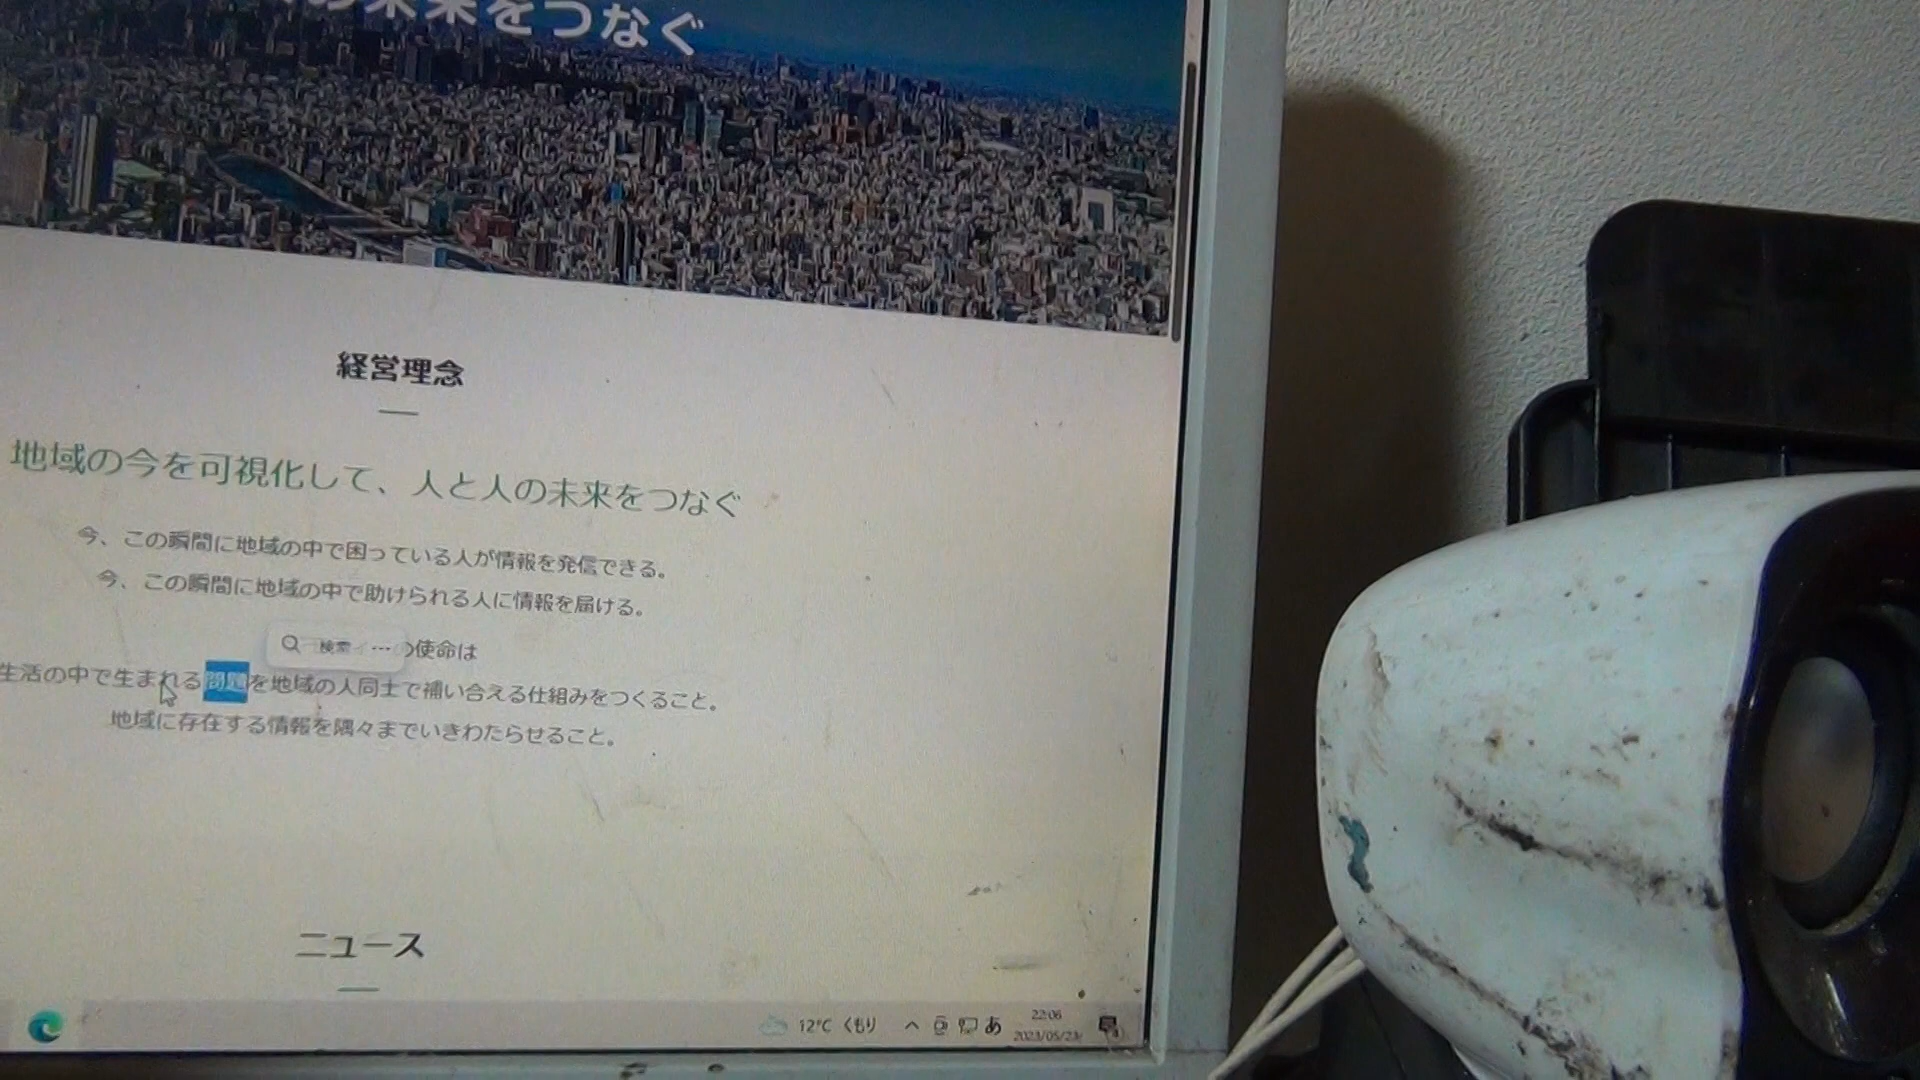 の未来をつなぐ
経営理念
地域の今を可視化して、人と人の未来をつなぐ
今、この瞬間に地域の中で困っている人が情報を発信できる。
今、この瞬間に地域の中で助けられる人に情報を届ける。
検索 … の使命は
生活の中で生まれる問題を地域の人同士で補い合える仕組みをつくること。
地域に存在する情報を隅々までいきわたらせること。
ニュース
12°C くもり あ 22:06
2023/05/23